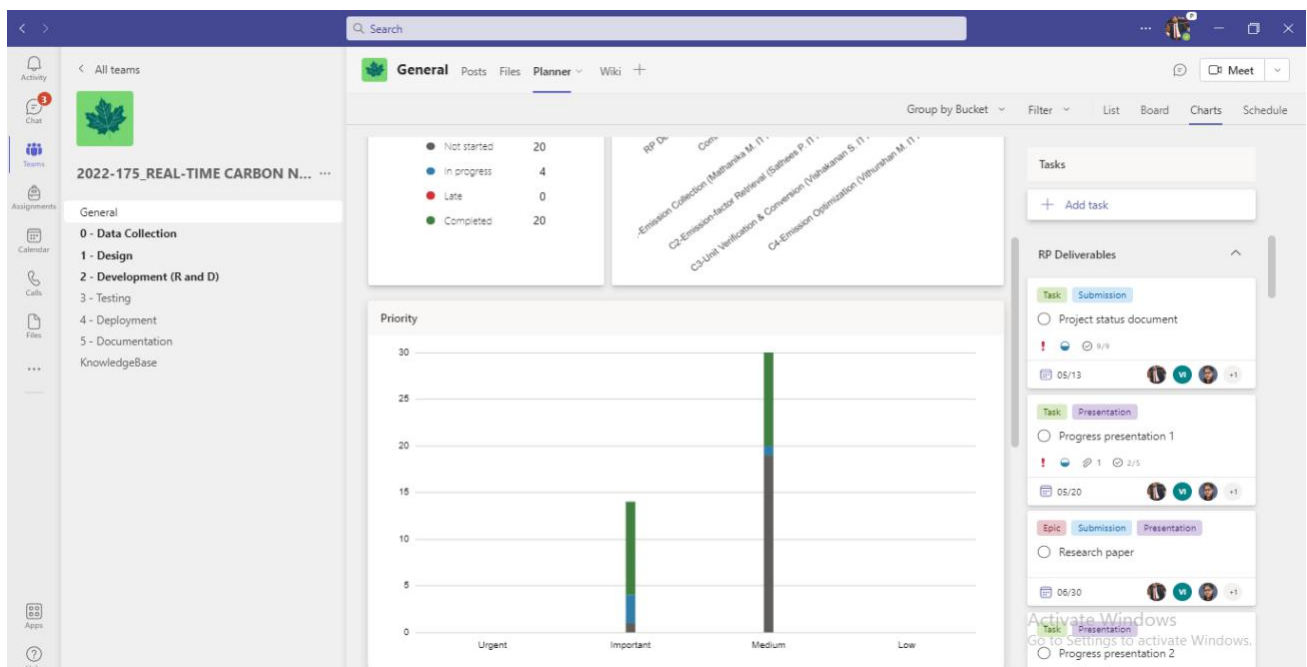 Search
P
Activity
Chat
3
Teams
Assignments
Calendar
Calls
Files
Apps
All teams
2022-175_REAL-TIME CARBON N... ...
General
0 - Data Collection
1 - Design
2 - Development (R and D)
3 - Testing
4 - Deployment
5 - Documentation
KnowledgeBase
General Posts Files Planner Wiki
Meet
Group by Bucket Filter List Board Charts Schedule
Not started 20
In progress 4
Late 0
Completed 20
RP
-Emission Collection (Mathanika M. IT
C2-Emission-factor Retrieval (Sathees P. IT
C3-Unit Verification & Conversion (Vishakanan S. IT
C4-Emission Optimization (Vithurshan M. IT
Priority
30
25
20
15
10
5
0
Urgent Important Medium Low
Tasks
+ Add task
RP Deliverables
Task Submission
Project status document
! 9/9
05/13 VI +1
Task Presentation
Progress presentation 1
! 1 2/5
05/20 VI +1
Epic Submission Presentation
Research paper
06/30 VI +1
Activate Windows
Go to Settings to activate Windows.
Task Presentation
Progress presentation 2